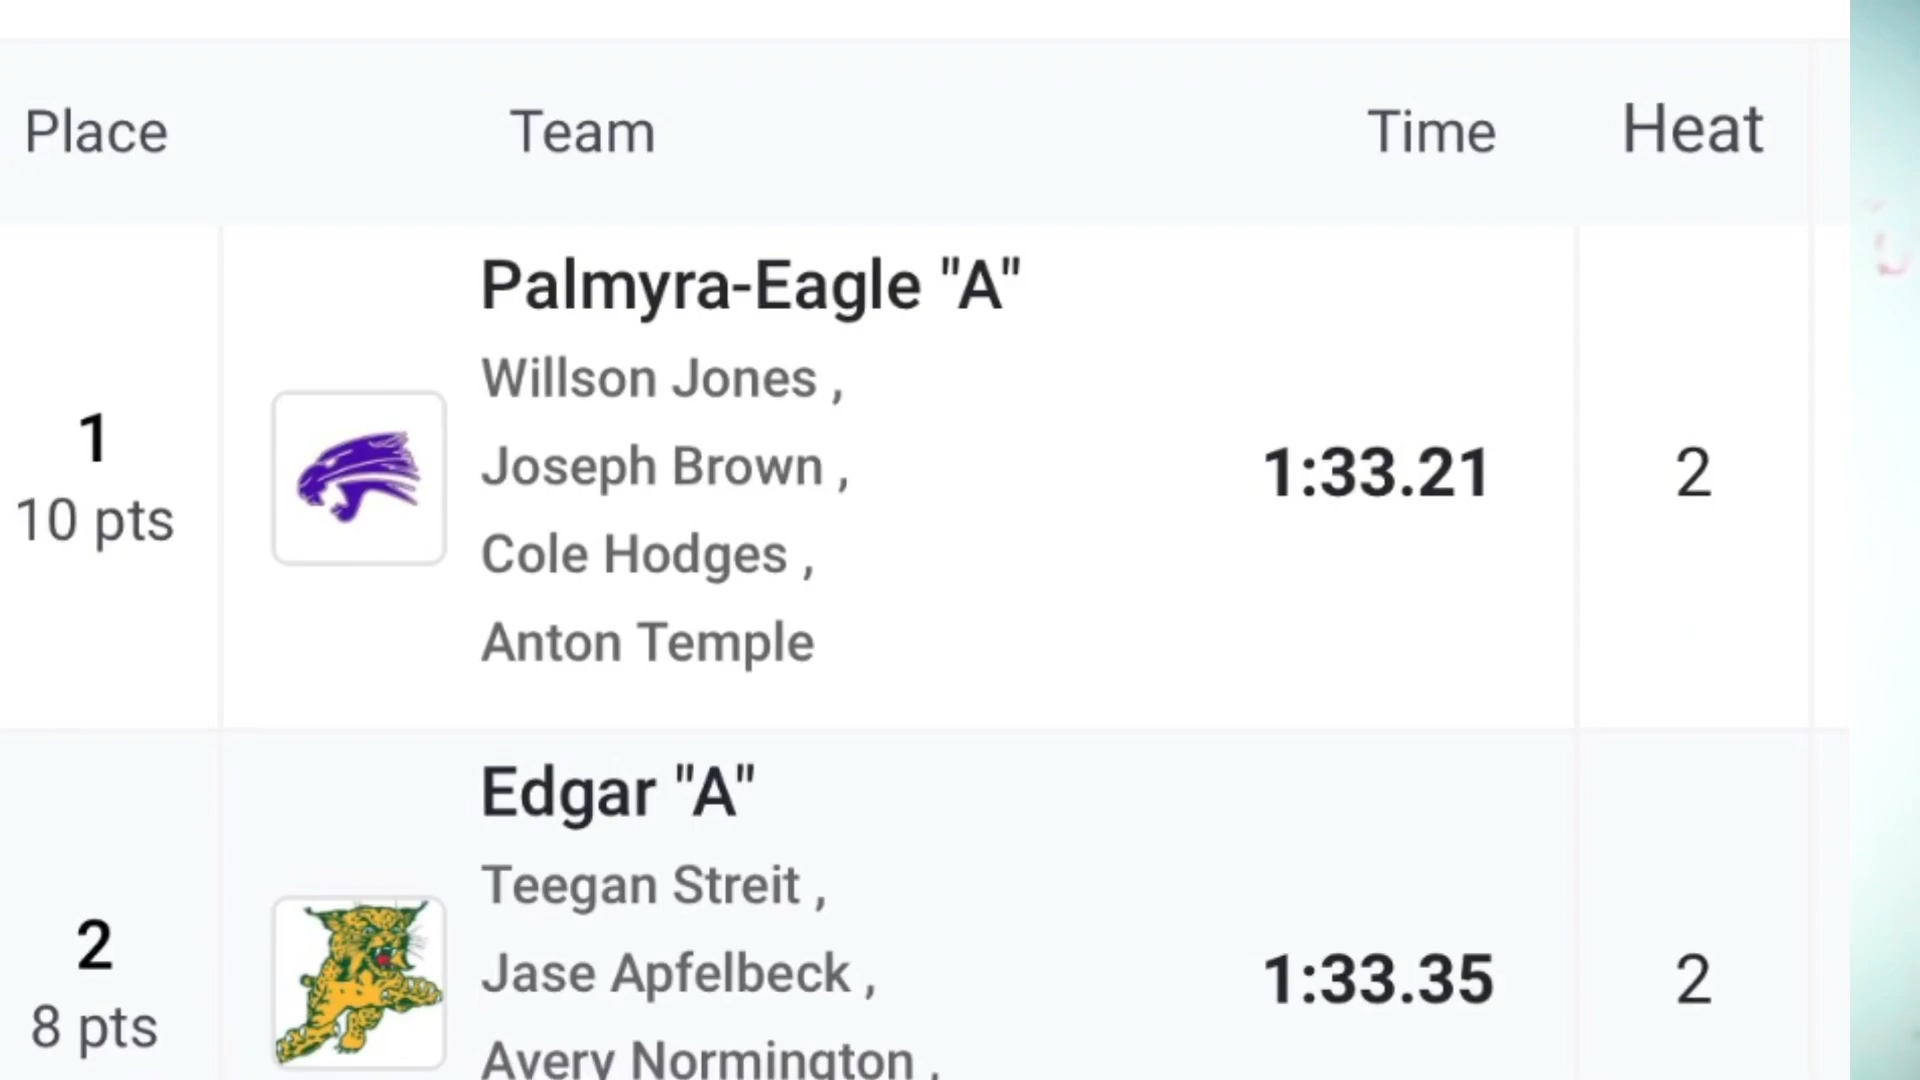 Place Team Time Heat
Palmyra-Eagle "A"
Willson Jones ,
Joseph Brown ,
Cole Hodges ,
Anton Temple
1
10 pts
1:33.21
2
Edgar "A"
Teegan Streit ,
Jase Apfelbeck ,
Avery Normington ,
2
8 pts
1:33.35
2